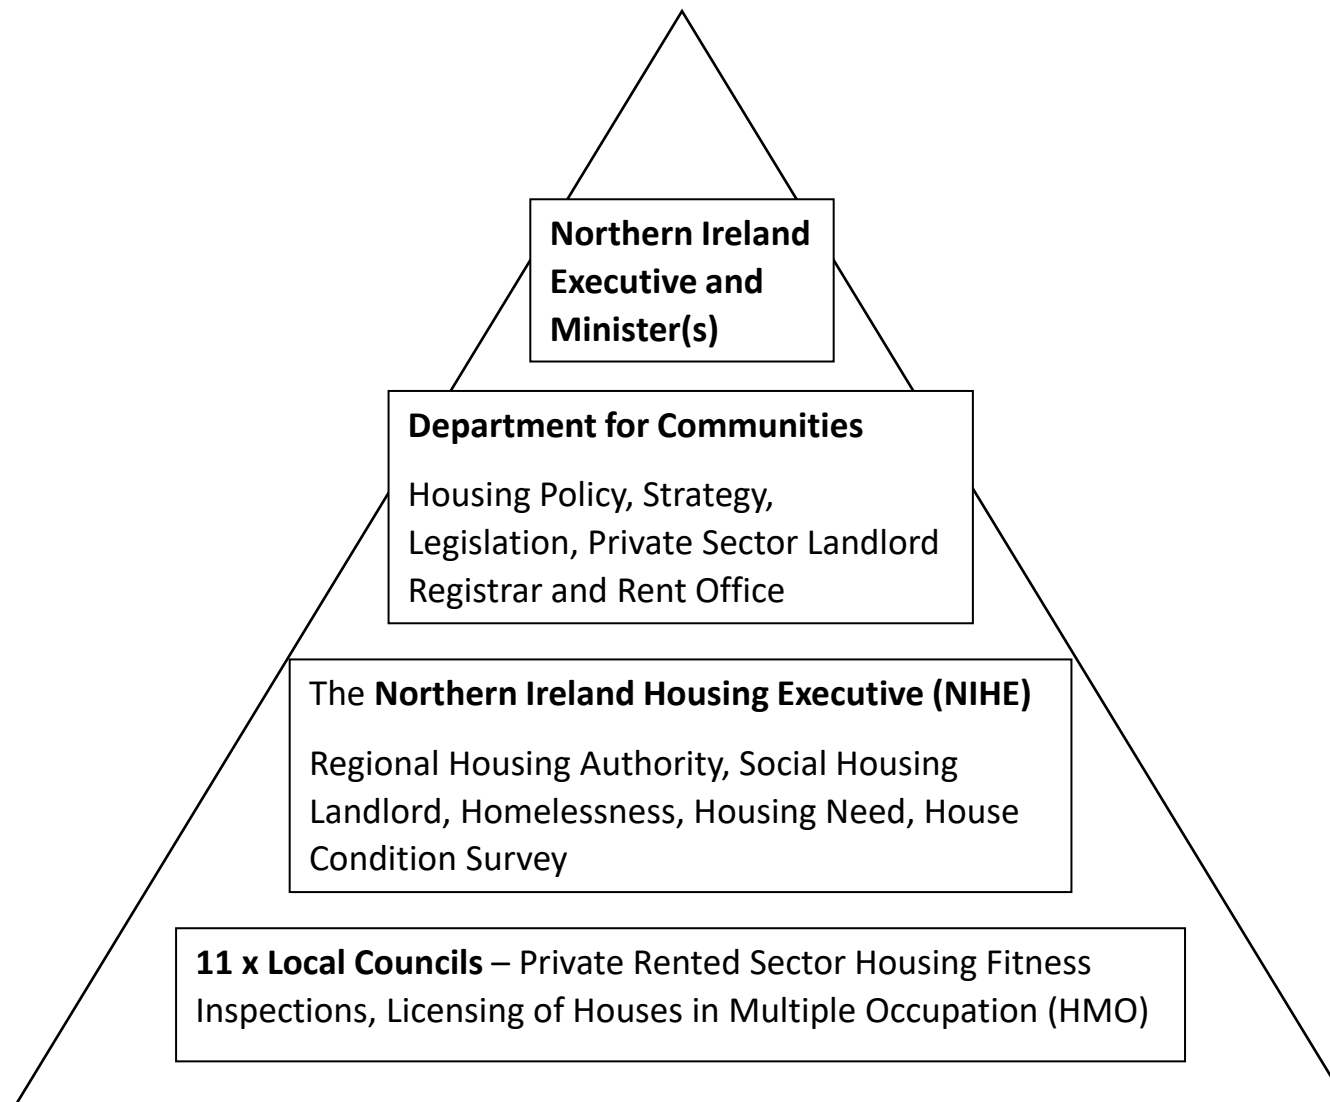 Northern Ireland
Executive and
Minister(s)
Department for Communities
Housing Policy, Strategy,
Legislation, Private Sector Landlord
Registrar and Rent Office
The Northern Ireland Housing Executive (NIHE)
Regional Housing Authority, Social Housing
Landlord, Homelessness, Housing Need, House
Condition Survey
11 x Local Councils – Private Rented Sector Housing Fitness
Inspections, Licensing of Houses in Multiple Occupation (HMO)